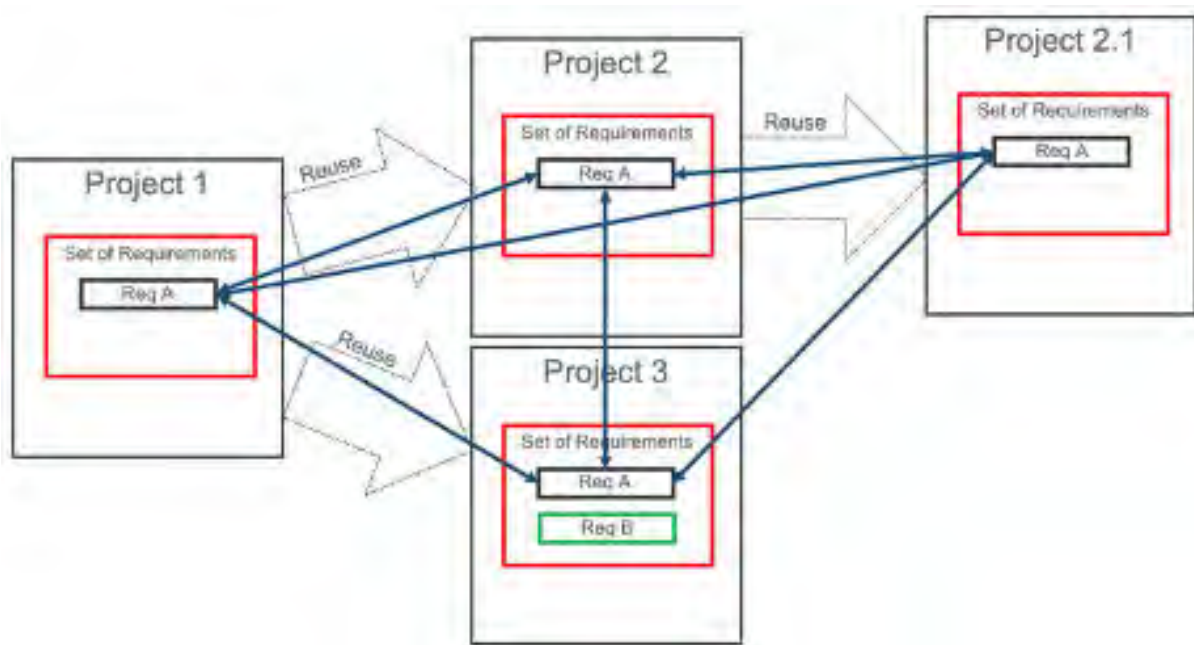 Project 1
Set of Requirements
Req A
Reuse
Reuse
Project 2
Set of Requirements
Req A
Project 3
Set of Requirements
Req A
Req B
Reuse
Project 2.1
Set of Requirements
Req A